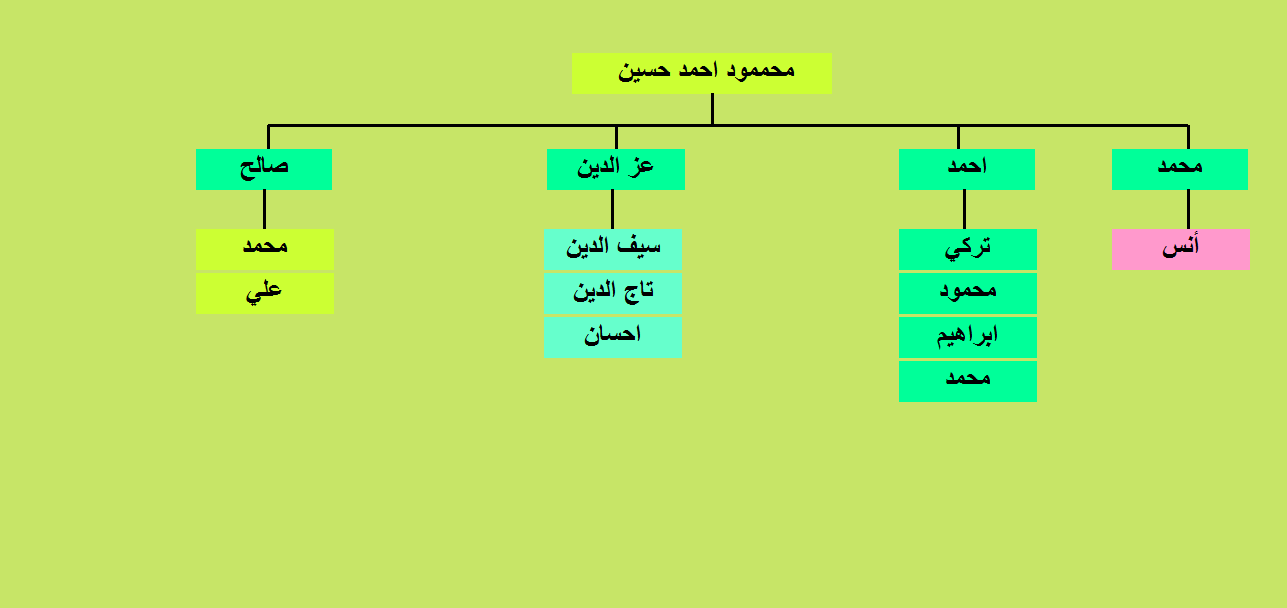 محممود احمد حسين
محمد
احمد
عز الدين
صالح
أنس
تركي
سيف الدين
محمد
محمود
تاج الدين
علي
ابراهيم
احسان
محمد